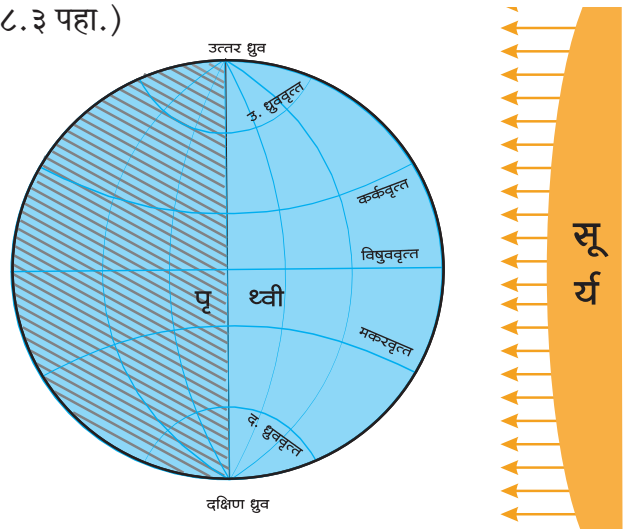 ८.३ पहा.)
उत्तर ध्रुव
उ. ध्रुववृत्त
कर्कवृत्त
विषुववृत्त
पृ थ्वी
मकरवृत्त
द. ध्रुववृत्त
दक्षिण ध्रुव
सू
र्य